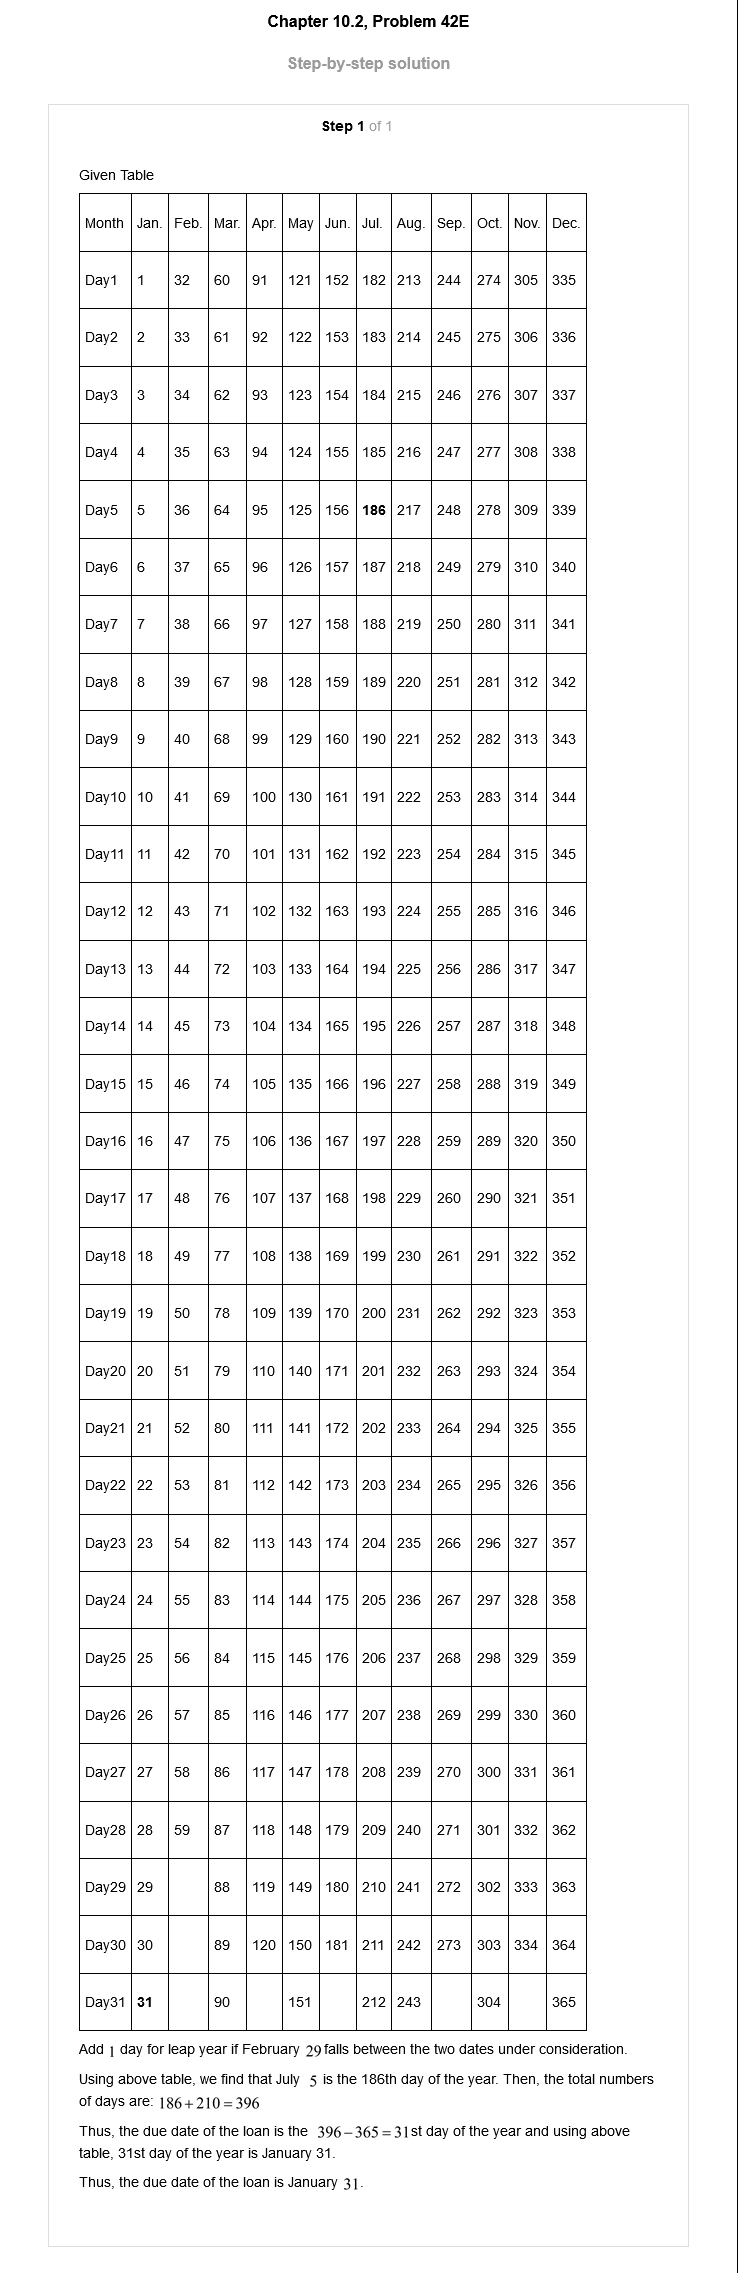 Chapter 10.2, Problem 42E
Step-by-step solution
Step 1 of 1
Given Table
Month Jan. Feb. Mar. Apr. May Jun. Jul. Aug. Sep. Oct. Nov. Dec.
Day1 1 32 60 91 121 152 182 213 244 274 305 335
Day2 2 33 61 92 122 153 183 214 245 275 306 336
Day3 3 34 62 93 123 154 184 215 246 276 307 337
Day4 4 35 63 94 124 155 185 216 247 277 308 338
Day5 5 36 64 95 125 156 186 217 248 278 309 339
Day6 6 37 65 96 126 157 187 218 249 279 310 340
Day7 7 38 66 97 127 158 188 219 250 280 311 341
Day8 8 39 67 98 128 159 189 220 251 281 312 342
Day9 9 40 68 99 129 160 190 221 252 282 313 343
Day10 10 41 69 100 130 161 191 222 253 283 314 344
Day11 11 42 70 101 131 162 192 223 254 284 315 345
Day12 12 43 71 102 132 163 193 224 255 285 316 346
Day13 13 44 72 103 133 164 194 225 256 286 317 347
Day14 14 45 73 104 134 165 195 226 257 287 318 348
Day15 15 46 74 105 135 166 196 227 258 288 319 349
Day16 16 47 75 106 136 167 197 228 259 289 320 350
Day17 17 48 76 107 137 168 198 229 260 290 321 351
Day18 18 49 77 108 138 169 199 230 261 291 322 352
Day19 19 50 78 109 139 170 200 231 262 292 323 353
Day20 20 51 79 110 140 171 201 232 263 293 324 354
Day21 21 52 80 111 141 172 202 233 264 294 325 355
Day22 22 53 81 112 142 173 203 234 265 295 326 356
Day23 23 54 82 113 143 174 204 235 266 296 327 357
Day24 24 55 83 114 144 175 205 236 267 297 328 358
Day25 25 56 84 115 145 176 206 237 268 298 329 359
Day26 26 57 85 116 146 177 207 238 269 299 330 360
Day27 27 58 86 117 147 178 208 239 270 300 331 361
Day28 28 59 87 118 148 179 209 240 271 301 332 362
Day29 29 88 119 149 180 210 241 272 302 333 363
Day30 30 89 120 150 181 211 242 273 303 334 364
Day31 31 90 151 212 243 304 365
Add 1 day for leap year if February 29 falls between the two dates under consideration.
Using above table, we find that July 5 is the 186th day of the year. Then, the total numbers
of days are: 186+210=396
Thus, the due date of the loan is the 396−365=31st day of the year and using above
table, 31st day of the year is January 31.
Thus, the due date of the loan is January 31.